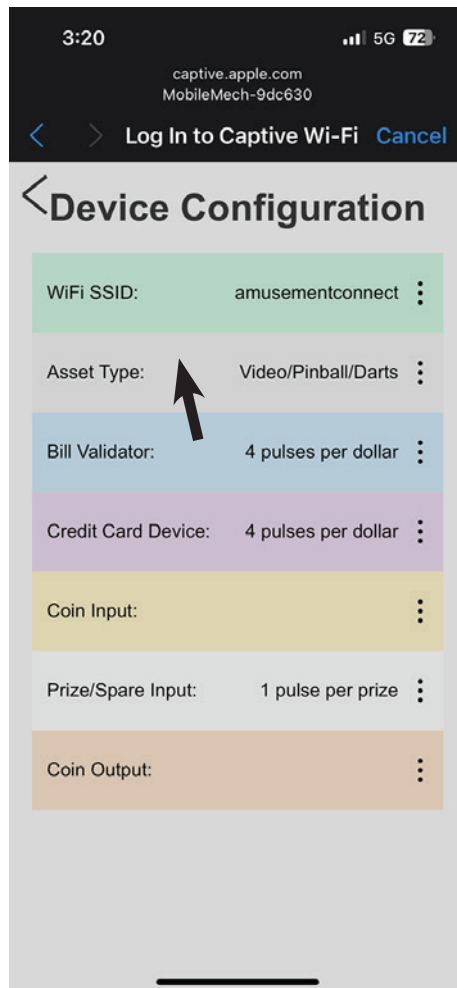 3:20 5G 72
captive.apple.com
MobileMech-9dc630
Log In to Captive Wi-Fi Cancel
Device Configuration
WiFi SSID: amusementconnect
Asset Type: Video/Pinball/Darts
Bill Validator: 4 pulses per dollar
Credit Card Device: 4 pulses per dollar
Coin Input:
Prize/Spare Input: 1 pulse per prize
Coin Output: